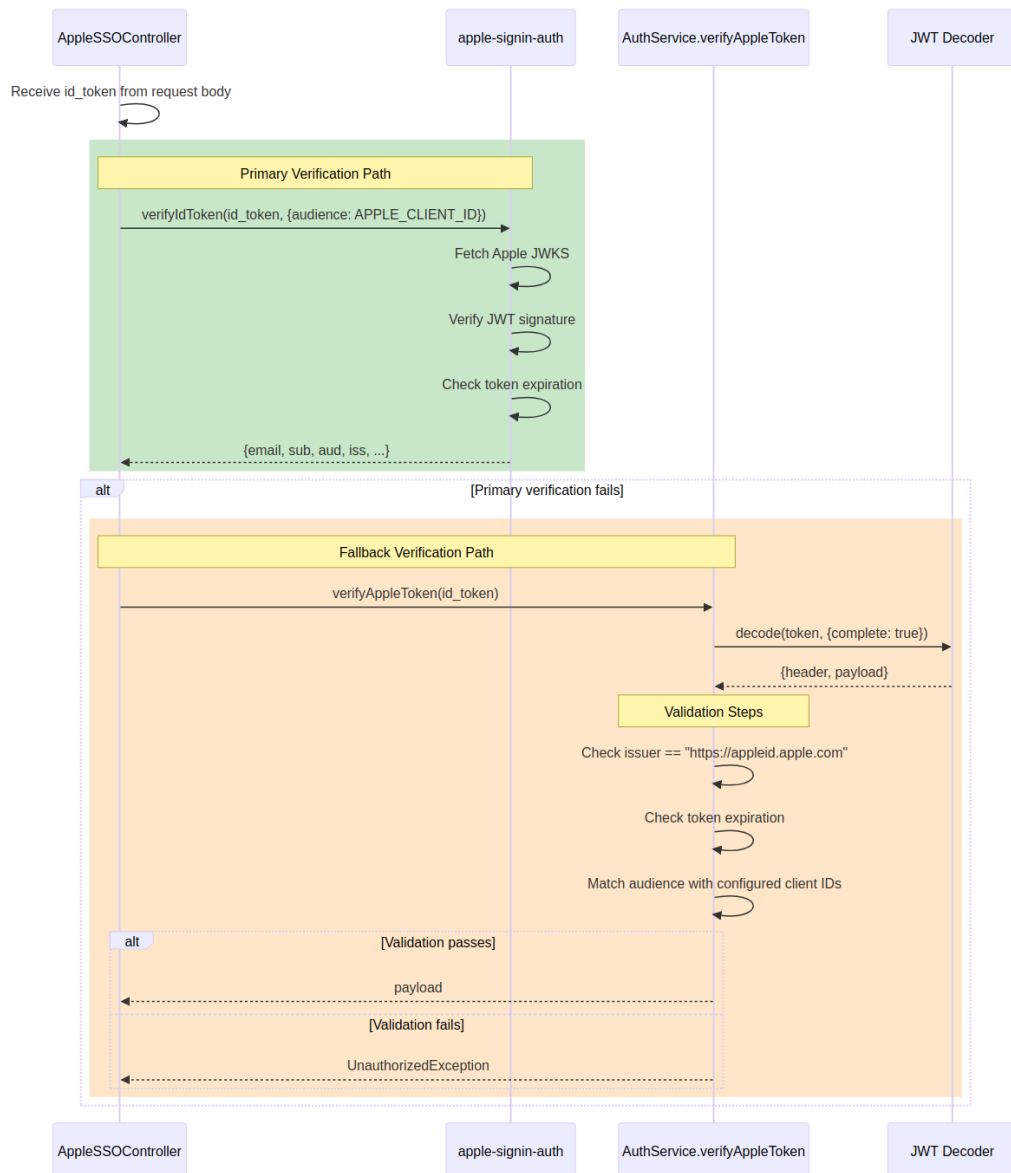 AppleSSOController
apple-signin-auth
AuthService.verifyAppleToken
JWT Decoder
Receive id_token from request body
Primary Verification Path
verifyIdToken(id_token, {audience: APPLE_CLIENT_ID})
Fetch Apple JWKS
Verify JWT signature
Check token expiration
{email, sub, aud, iss, ...}
alt
[Primary verification fails]
Fallback Verification Path
verifyAppleToken(id_token)
decode(token, {complete: true})
{header, payload}
Validation Steps
Check issuer == "https://appleid.apple.com"
Check token expiration
Match audience with configured client IDs
alt
[Validation passes]
payload
[Validation fails]
UnauthorizedException
AppleSSOController
apple-signin-auth
AuthService.verifyAppleToken
JWT Decoder